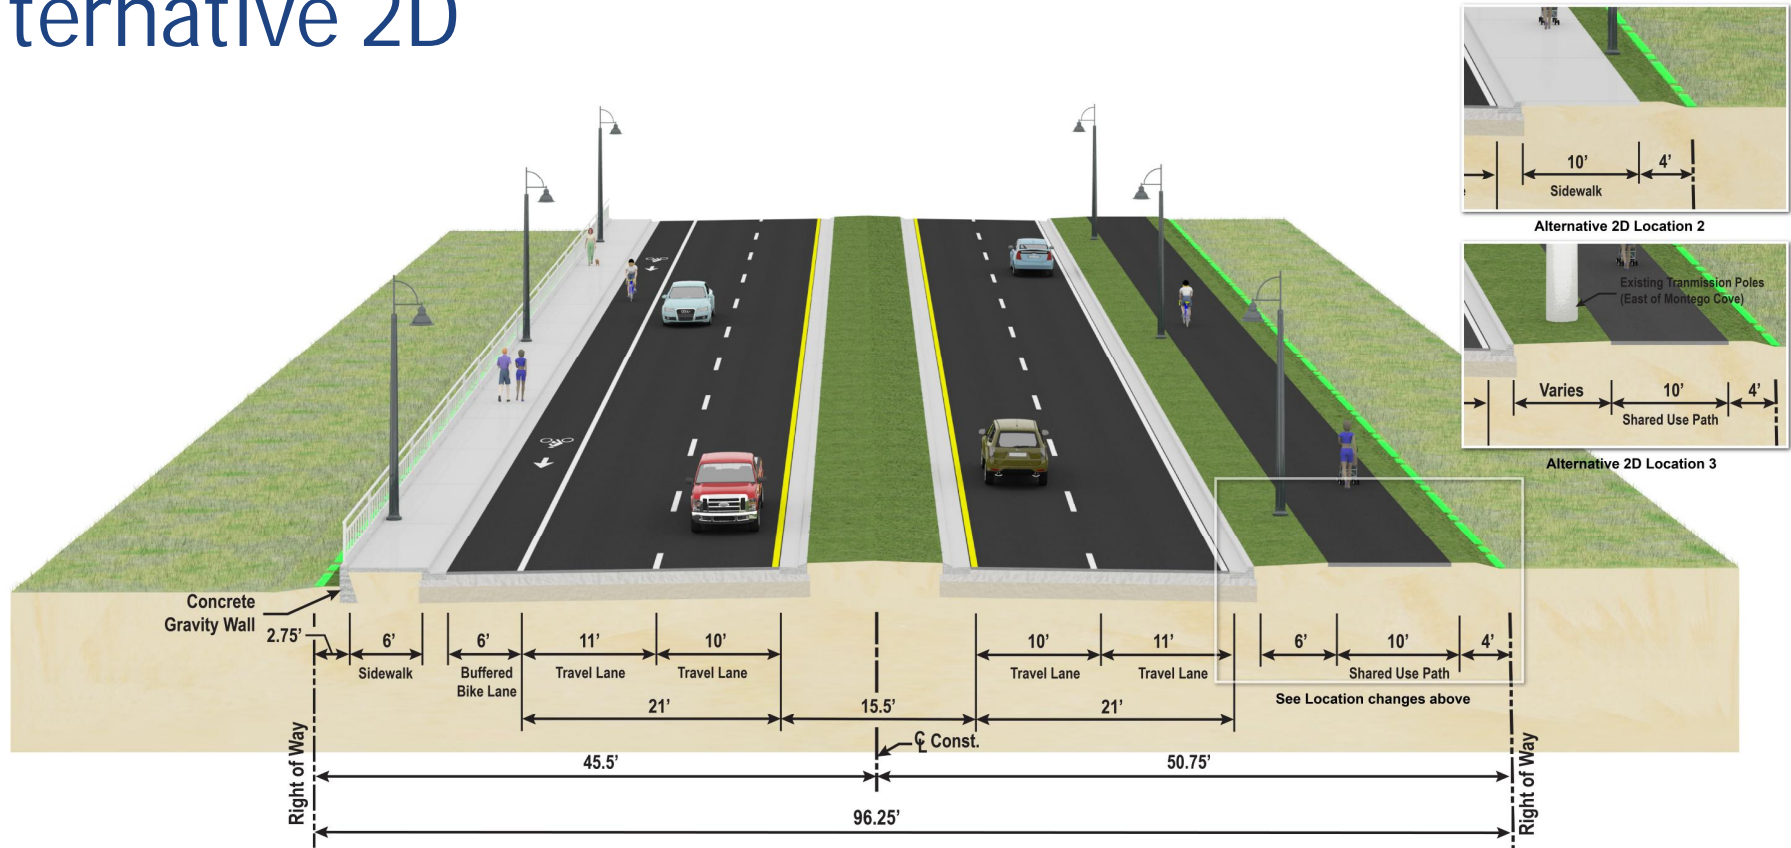 ternative 2D
10’
4’
Sidewalk
Alternative 2D Location 2
Existing Tranmission Poles
(East of Montego Cove)
Varies
10’
4’
Shared Use Path
Alternative 2D Location 3
Concrete
Gravity Wall
2.75’
6’
6’
11’
10’
10’
11’
6’
10’
4’
Sidewalk
Buffered
Bike Lane
Travel Lane
Travel Lane
Travel Lane
Travel Lane
Shared Use Path
See Location changes above
21’
15.5’
21’
℄ Const.
Right of Way
45.5’
50.75’
Right of Way
96.25’